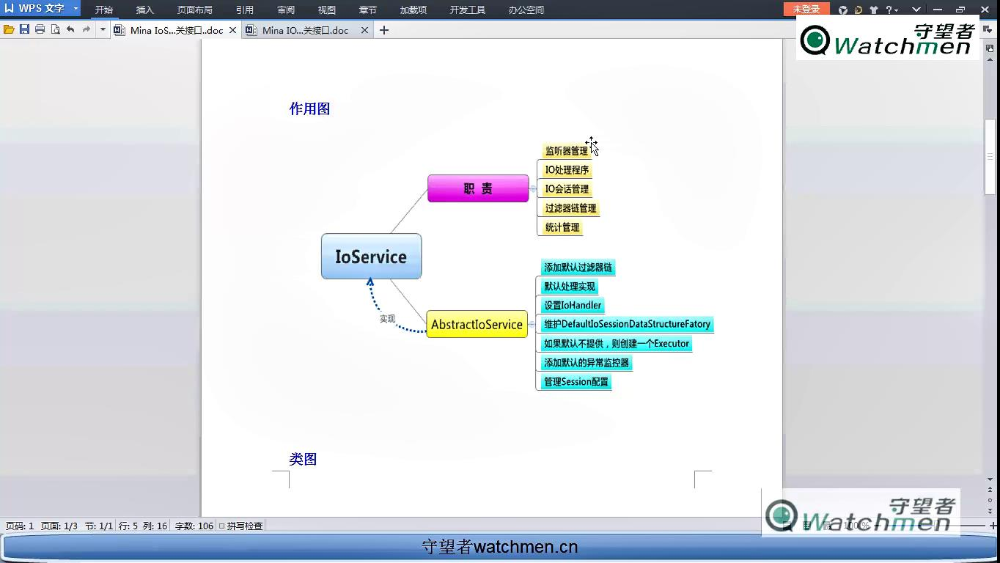 WPS 文字
开始 插入 页面布局 引用 审阅 视图 章节 加载项 开发工具 办公空间
未登录
Mina IoS...关接口..doc
Mina IO...关接口.doc
守望者
Watchmen
作用图
监听器管理
IO处理程序
职 责
IO会话管理
过滤器链管理
统计管理
IoService
添加默认过滤器链
默认处理实现
设置IoHandler
实现
AbstractIoService
维护DefaultIoSessionDataStructureFatory
如果默认不提供，则创建一个Executor
添加默认的异常监控器
管理Session配置
类图
守望者
Watchmen
页码: 1 页面: 1/3 节: 1/1 行: 5 列: 16 字数: 106 拼写检查
100 %
守望者watchmen.cn